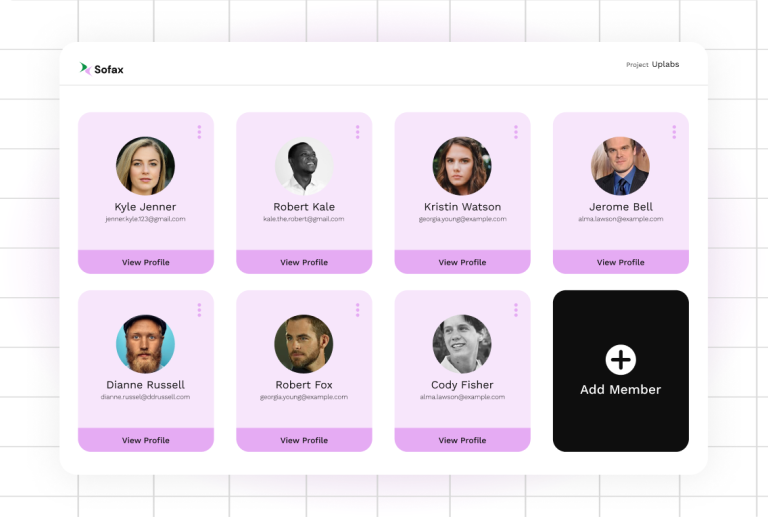 Sofax
Project Uplabs
Kyle Jenner
jenner.kyle.123@gmail.com
View Profile
Robert Kale
kale.the.robert@gmail.com
View Profile
Kristin Watson
georgia.young@example.com
View Profile
Jerome Bell
alma.lawson@example.com
View Profile
Dianne Russell
dianne.russel@ddrussell.com
View Profile
Robert Fox
georgia.young@example.com
View Profile
Cody Fisher
alma.lawson@example.com
View Profile
Add Member